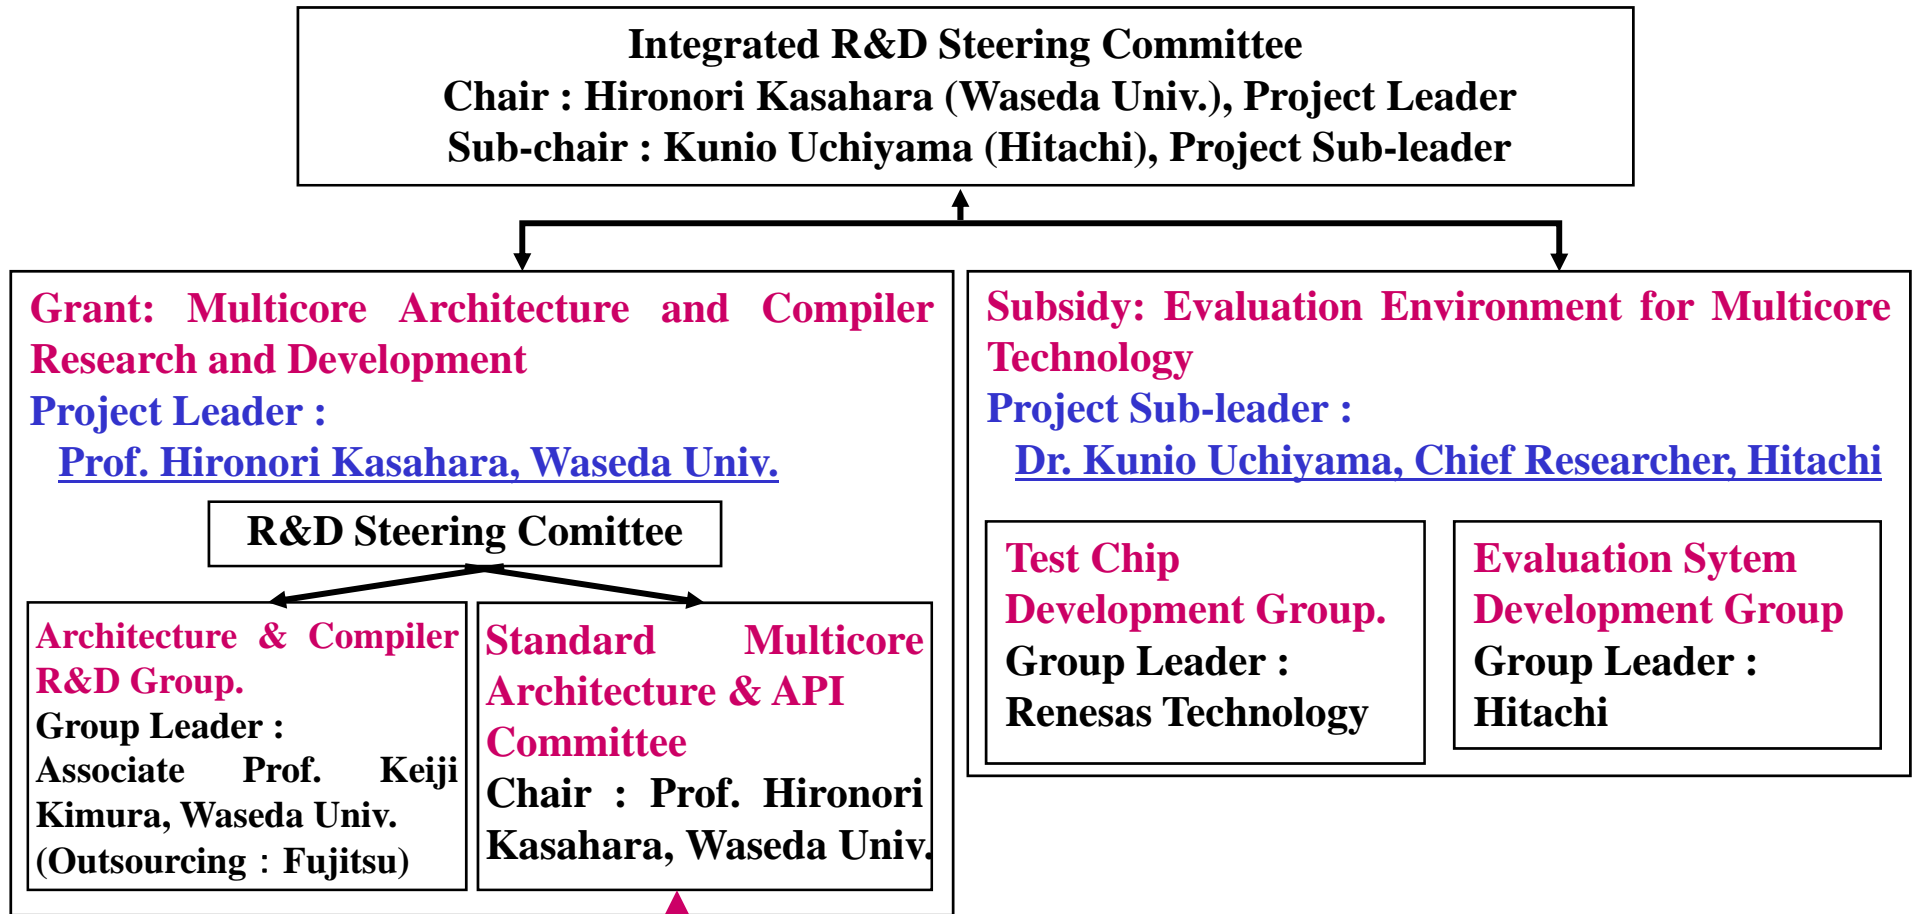 Integrated R&D Steering Committee
Chair : Hironori Kasahara (Waseda Univ.), Project Leader
Sub-chair : Kunio Uchiyama (Hitachi), Project Sub-leader
Grant: Multicore Architecture and Compiler
Research and Development
Project Leader :
Prof. Hironori Kasahara, Waseda Univ.
R&D Steering Comittee
Architecture & Compiler
R&D Group.
Group Leader :
Associate Prof. Keiji
Kimura, Waseda Univ.
(Outsourcing : Fujitsu)
Standard Multicore
Architecture & API
Committee
Chair : Prof. Hironori
Kasahara, Waseda Univ.
Subsidy: Evaluation Environment for Multicore
Technology
Project Sub-leader :
Dr. Kunio Uchiyama, Chief Researcher, Hitachi
Test Chip
Development Group.
Group Leader :
Renesas Technology
Evaluation Sytem
Development Group
Group Leader :
Hitachi